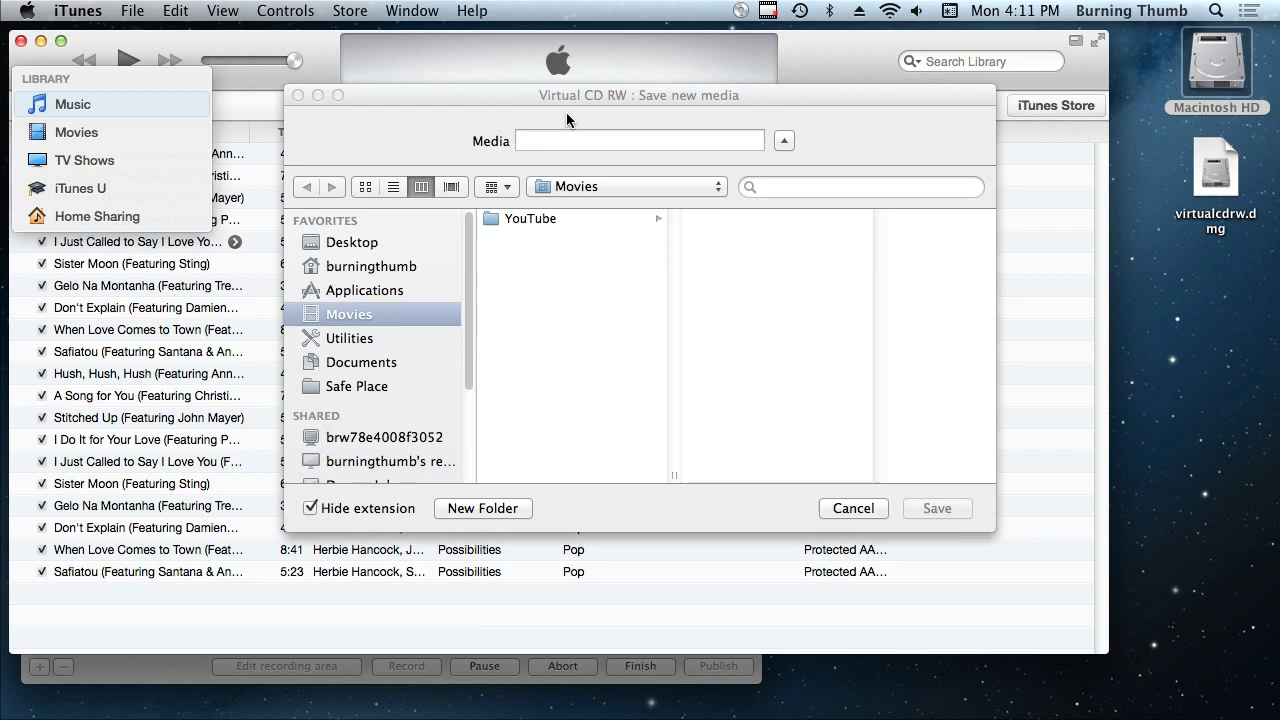 iTunes File Edit View Controls Store Window Help Mon 4:11 PM Burning Thumb
Search Library
Macintosh HD
virtualcdrw.d
mg
LIBRARY
Music
Movies
TV Shows
iTunes U
Home Sharing
iTunes Store
Virtual CD RW : Save new media
Media
Movies
FAVORITES
Desktop
burningthumb
Applications
Movies
Utilities
Documents
Safe Place
SHARED
brw78e4008f3052
burningthumb's re...
YouTube
Hide extension New Folder Cancel Save
I Just Called to Say I Love Yo...
Sister Moon (Featuring Sting)
Gelo Na Montanha (Featuring Tre...
Don't Explain (Featuring Damien...
When Love Comes to Town (Feat...
Safiatou (Featuring Santana & An...
Hush, Hush, Hush (Featuring Ann...
A Song for You (Featuring Christi...
Stitched Up (Featuring John Mayer)
I Do It for Your Love (Featuring P...
I Just Called to Say I Love You (F...
Sister Moon (Featuring Sting)
Gelo Na Montanha (Featuring Tre...
Don't Explain (Featuring Damien...
When Love Comes to Town (Feat... 8:41 Herbie Hancock, J... Possibilities Pop Protected AA...
Safiatou (Featuring Santana & An... 5:23 Herbie Hancock, S... Possibilities Pop Protected AA...
Edit recording area Record Pause Abort Finish Publish